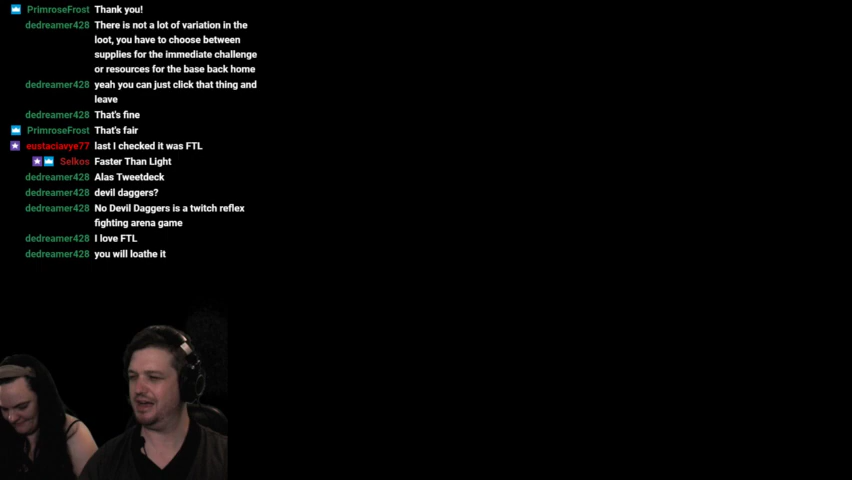 PrimroseFrost Thank you!
dedreamer428 There is not a lot of variation in the
loot, you have to choose between
supplies for the immediate challenge
or resources for the base back home
dedreamer428 yeah you can just click that thing and
leave
dedreamer428 That's fine
PrimroseFrost That's fair
eustaciavye77 last I checked it was FTL
Selkos Faster Than Light
dedreamer428 Alas Tweetdeck
dedreamer428 devil daggers?
dedreamer428 No Devil Daggers is a twitch reflex
fighting arena game
dedreamer428 I love FTL
dedreamer428 you will loathe it